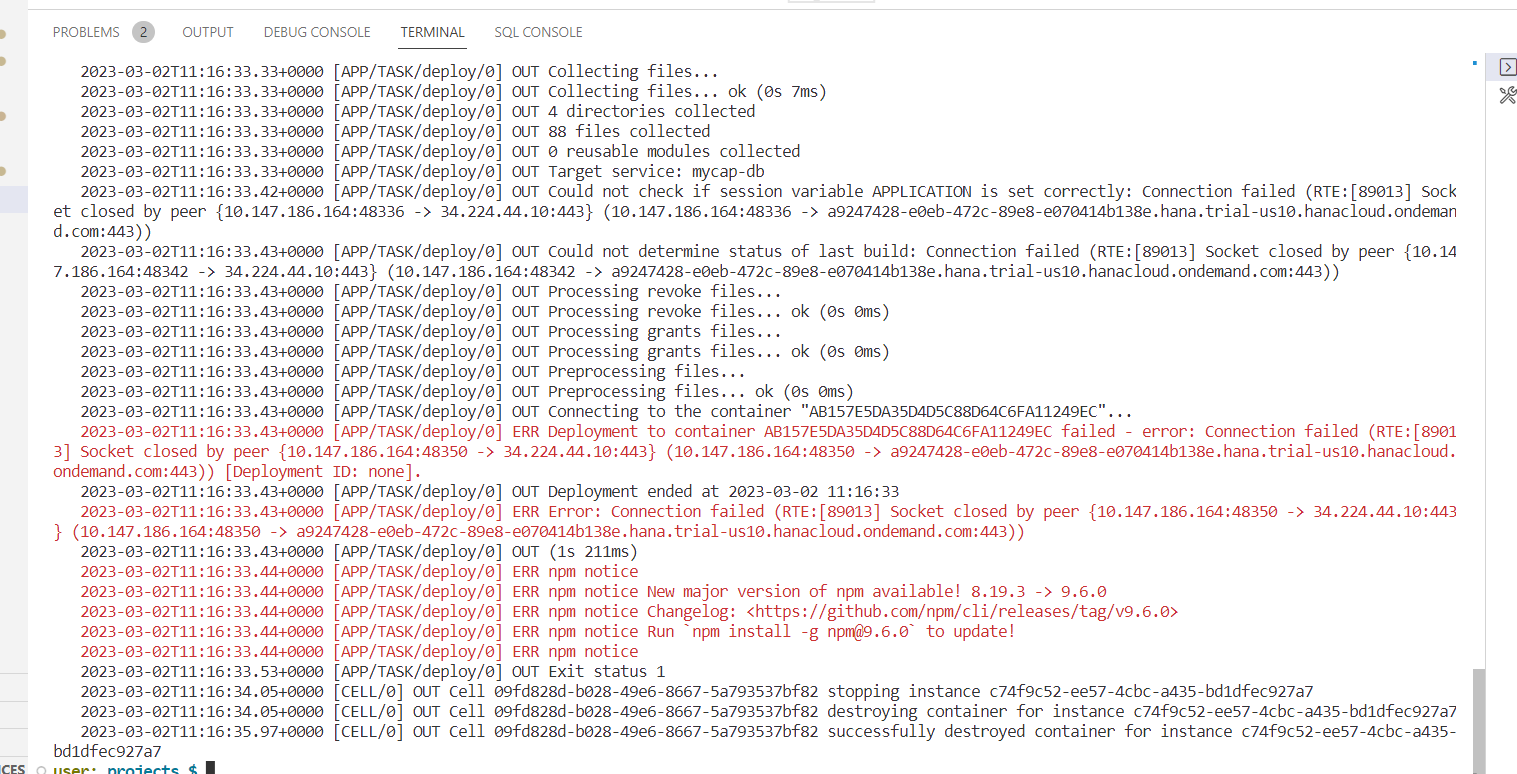 PROBLEMS 2 OUTPUT DEBUG CONSOLE TERMINAL SQL CONSOLE
2023-03-02T11:16:33.33+0000 [APP/TASK/deploy/0] OUT Collecting files...
2023-03-02T11:16:33.33+0000 [APP/TASK/deploy/0] OUT Collecting files... ok (0s 7ms)
2023-03-02T11:16:33.33+0000 [APP/TASK/deploy/0] OUT 4 directories collected
2023-03-02T11:16:33.33+0000 [APP/TASK/deploy/0] OUT 88 files collected
2023-03-02T11:16:33.33+0000 [APP/TASK/deploy/0] OUT 0 reusable modules collected
2023-03-02T11:16:33.33+0000 [APP/TASK/deploy/0] OUT Target service: mycap-db
2023-03-02T11:16:33.42+0000 [APP/TASK/deploy/0] OUT Could not check if session variable APPLICATION is set correctly: Connection failed (RTE:[89013] Sock
et closed by peer {10.147.186.164:48336 -> 34.224.44.10:443} (10.147.186.164:48336 -> a9247428-e0eb-472c-89e8-e070414b138e.hana.trial-us10.hanacloud.ondeman
d.com:443))
2023-03-02T11:16:33.43+0000 [APP/TASK/deploy/0] OUT Could not determine status of last build: Connection failed (RTE:[89013] Socket closed by peer {10.14
7.186.164:48342 -> 34.224.44.10:443} (10.147.186.164:48342 -> a9247428-e0eb-472c-89e8-e070414b138e.hana.trial-us10.hanacloud.ondemand.com:443))
2023-03-02T11:16:33.43+0000 [APP/TASK/deploy/0] OUT Processing revoke files...
2023-03-02T11:16:33.43+0000 [APP/TASK/deploy/0] OUT Processing revoke files... ok (0s 0ms)
2023-03-02T11:16:33.43+0000 [APP/TASK/deploy/0] OUT Processing grants files...
2023-03-02T11:16:33.43+0000 [APP/TASK/deploy/0] OUT Processing grants files... ok (0s 0ms)
2023-03-02T11:16:33.43+0000 [APP/TASK/deploy/0] OUT Preprocessing files...
2023-03-02T11:16:33.43+0000 [APP/TASK/deploy/0] OUT Preprocessing files... ok (0s 0ms)
2023-03-02T11:16:33.43+0000 [APP/TASK/deploy/0] OUT Connecting to the container "AB157E5DA35D4D5C88D64C6FA11249EC"...
2023-03-02T11:16:33.43+0000 [APP/TASK/deploy/0] ERR Deployment to container AB157E5DA35D4D5C88D64C6FA11249EC failed - error: Connection failed (RTE:[8901
3] Socket closed by peer {10.147.186.164:48350 -> 34.224.44.10:443} (10.147.186.164:48350 -> a9247428-e0eb-472c-89e8-e070414b138e.hana.trial-us10.hanacloud.
ondemand.com:443)) [Deployment ID: none].
2023-03-02T11:16:33.43+0000 [APP/TASK/deploy/0] OUT Deployment ended at 2023-03-02 11:16:33
2023-03-02T11:16:33.43+0000 [APP/TASK/deploy/0] ERR Error: Connection failed (RTE:[89013] Socket closed by peer {10.147.186.164:48350 -> 34.224.44.10:443
} (10.147.186.164:48350 -> a9247428-e0eb-472c-89e8-e070414b138e.hana.trial-us10.hanacloud.ondemand.com:443))
2023-03-02T11:16:33.43+0000 [APP/TASK/deploy/0] OUT (1s 211ms)
2023-03-02T11:16:33.44+0000 [APP/TASK/deploy/0] ERR npm notice
2023-03-02T11:16:33.44+0000 [APP/TASK/deploy/0] ERR npm notice New major version of npm available! 8.19.3 -> 9.6.0
2023-03-02T11:16:33.44+0000 [APP/TASK/deploy/0] ERR npm notice Changelog: <https://github.com/npm/cli/releases/tag/v9.6.0>
2023-03-02T11:16:33.44+0000 [APP/TASK/deploy/0] ERR npm notice Run `npm install -g npm@9.6.0` to update!
2023-03-02T11:16:33.44+0000 [APP/TASK/deploy/0] ERR npm notice
2023-03-02T11:16:33.53+0000 [APP/TASK/deploy/0] OUT Exit status 1
2023-03-02T11:16:34.05+0000 [CELL/0] OUT Cell 09fd828d-b028-49e6-8667-5a793537bf82 stopping instance c74f9c52-ee57-4cbc-a435-bd1dfec927a7
2023-03-02T11:16:34.05+0000 [CELL/0] OUT Cell 09fd828d-b028-49e6-8667-5a793537bf82 destroying container for instance c74f9c52-ee57-4cbc-a435-bd1dfec927a7
2023-03-02T11:16:35.97+0000 [CELL/0] OUT Cell 09fd828d-b028-49e6-8667-5a793537bf82 successfully destroyed container for instance c74f9c52-ee57-4cbc-a435-
bd1dfec927a7
ICES user: projects $